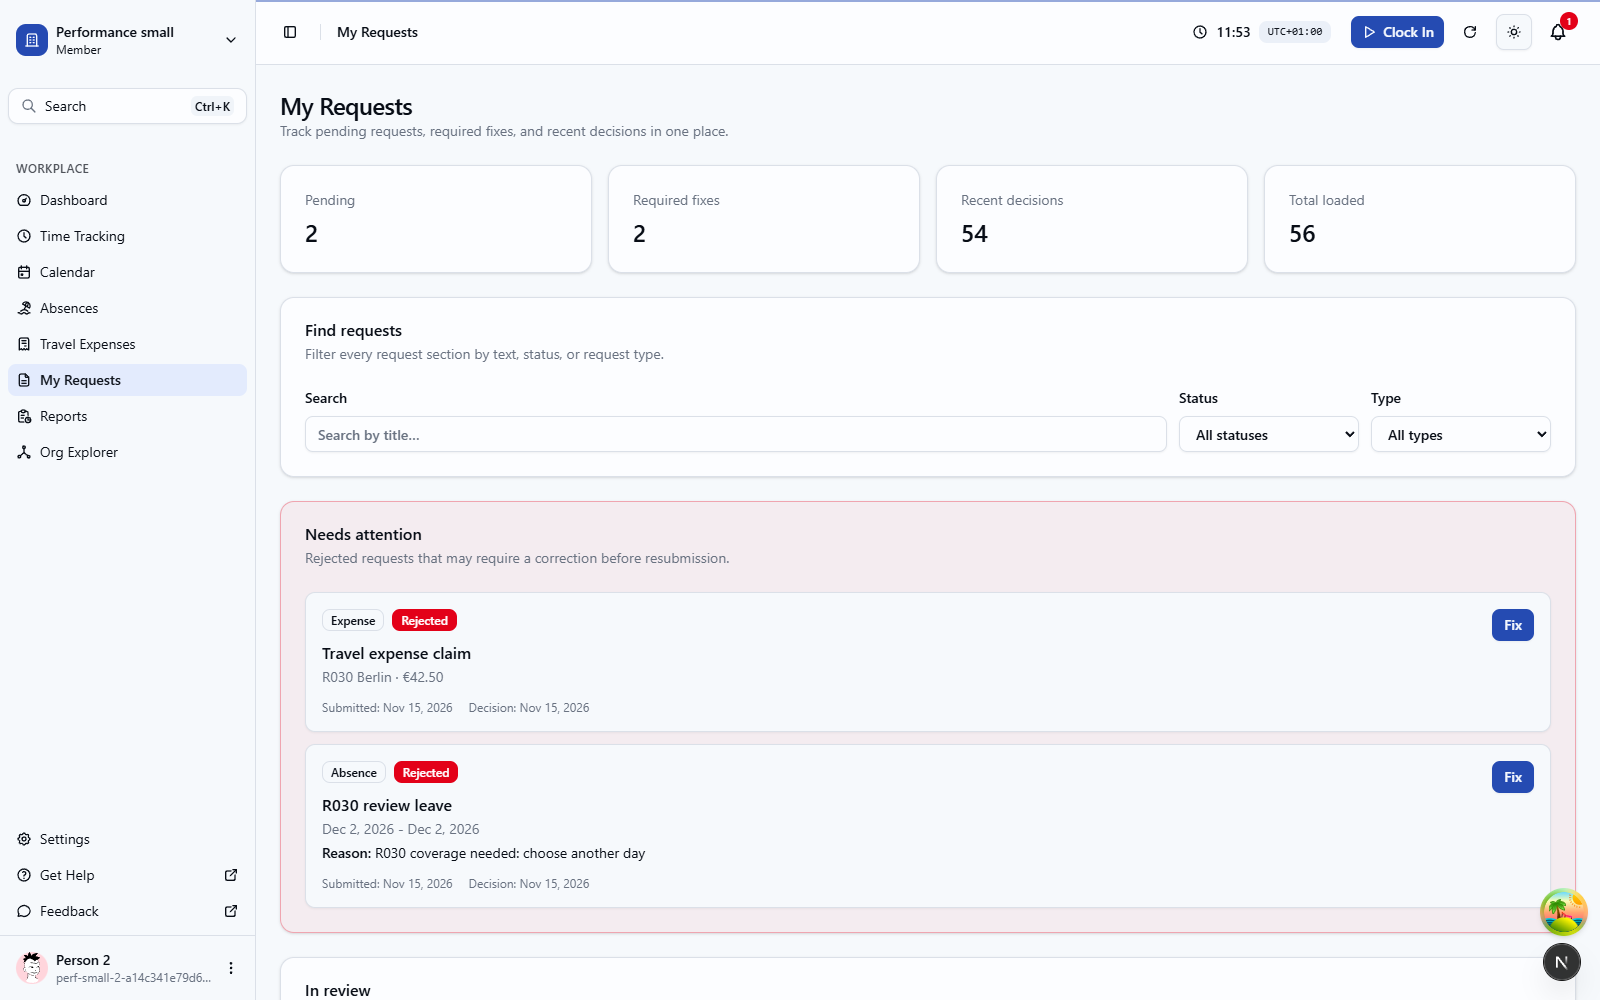 Performance small
Member
Search
Ctrl+K
WORKPLACE
Dashboard
Time Tracking
Calendar
Absences
Travel Expenses
My Requests
Reports
Org Explorer
Settings
Get Help
Feedback
Person 2
perf-small-2-a14c341e79d6...
My Requests
11:53
UTC+01:00
Clock In
1
My Requests
Track pending requests, required fixes, and recent decisions in one place.
Pending
2
Required fixes
2
Recent decisions
54
Total loaded
56
Find requests
Filter every request section by text, status, or request type.
Search
Search by title...
Status
All statuses
Type
All types
Needs attention
Rejected requests that may require a correction before resubmission.
Expense
Rejected
Fix
Travel expense claim
R030 Berlin · €42.50
Submitted: Nov 15, 2026
Decision: Nov 15, 2026
Absence
Rejected
Fix
R030 review leave
Dec 2, 2026 - Dec 2, 2026
Reason: R030 coverage needed: choose another day
Submitted: Nov 15, 2026
Decision: Nov 15, 2026
In review
N